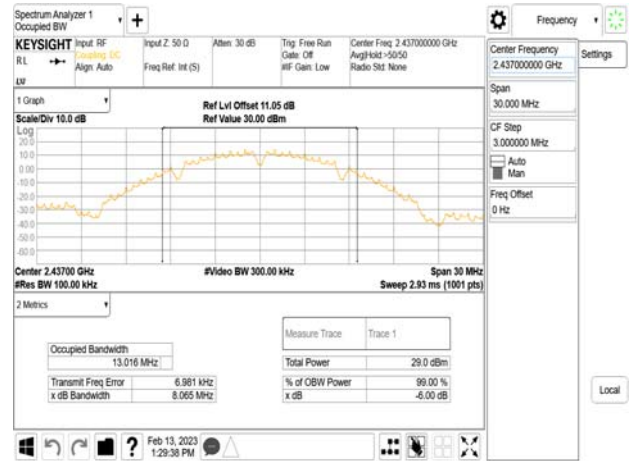 Spectrum Analyzer 1
Occupied BW
Frequency
KEYSIGHT
RL
Input: RF
Coupling: DC
Align: Auto
Input Z: 50 Ω
Freq Ref: Int (S)
Atten: 30 dB
Trig: Free Run
Gate: Off
#IF Gain: Low
Center Freq: 2.437000000 GHz
Avg|Hold:>50/50
Radio Std: None
LVI
Center Frequency
2.437000000 GHz
Settings
Span
30.000 MHz
CF Step
3.000000 MHz
Auto
Man
Freq Offset
0 Hz
Local
1 Graph
Scale/Div 10.0 dB
Ref Lvl Offset 11.05 dB
Ref Value 30.00 dBm
Log
20.0
10.0
0.00
-10.0
-20.0
-30.0
-40.0
-50.0
-60.0
Center 2.43700 GHz
#Res BW 100.00 kHz
#Video BW 300.00 kHz
Span 30 MHz
Sweep 2.93 ms (1001 pts)
2 Metrics
Measure Trace
Trace 1
Occupied Bandwidth
13.016 MHz
Total Power
29.0 dBm
Transmit Freq Error
6.981 kHz
% of OBW Power
99.00 %
x dB Bandwidth
8.065 MHz
x dB
-6.00 dB
Feb 13, 2023
1:29:38 PM